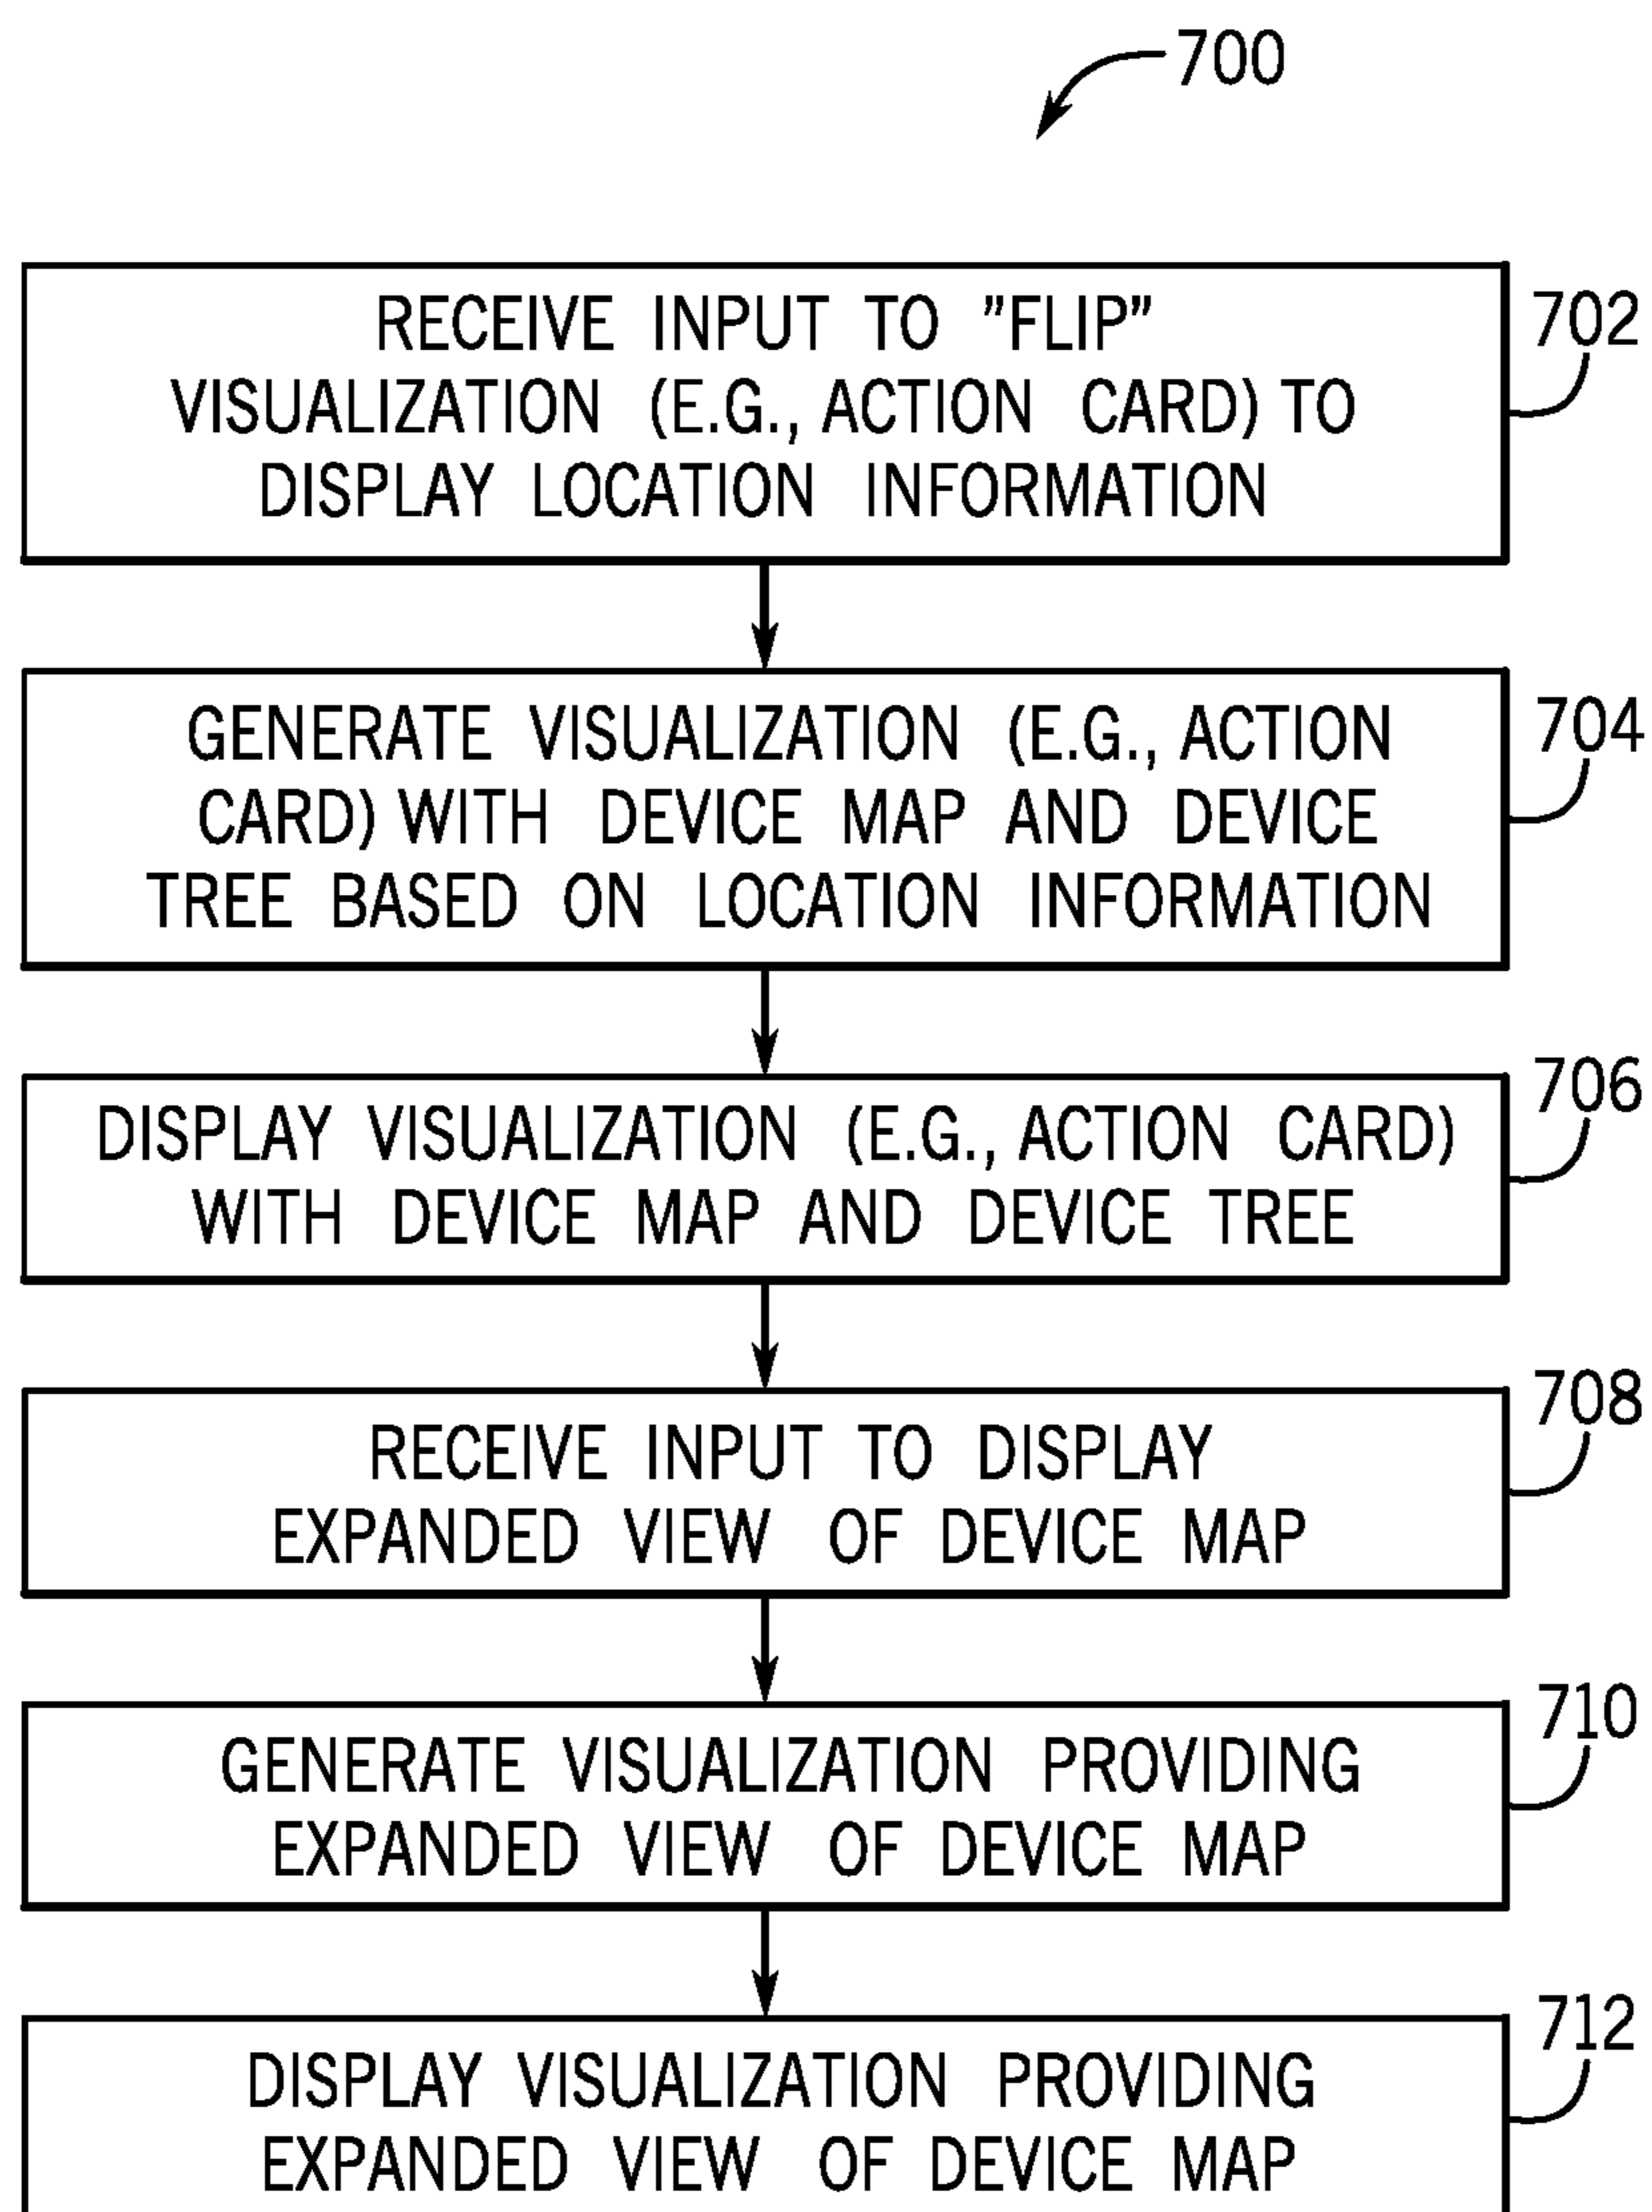 700
RECEIVE INPUT TO ”FLIP”
VISUALIZATION (E.G., ACTION CARD) TO
DISPLAY LOCATION INFORMATION
702
GENERATE VISUALIZATION (E.G., ACTION
CARD) WITH DEVICE MAP AND DEVICE
TREE BASED ON LOCATION INFORMATION
704
DISPLAY VISUALIZATION (E.G., ACTION CARD)
WITH DEVICE MAP AND DEVICE TREE
706
RECEIVE INPUT TO DISPLAY
EXPANDED VIEW OF DEVICE MAP
708
GENERATE VISUALIZATION PROVIDING
EXPANDED VIEW OF DEVICE MAP
710
DISPLAY VISUALIZATION PROVIDING
EXPANDED VIEW OF DEVICE MAP
712